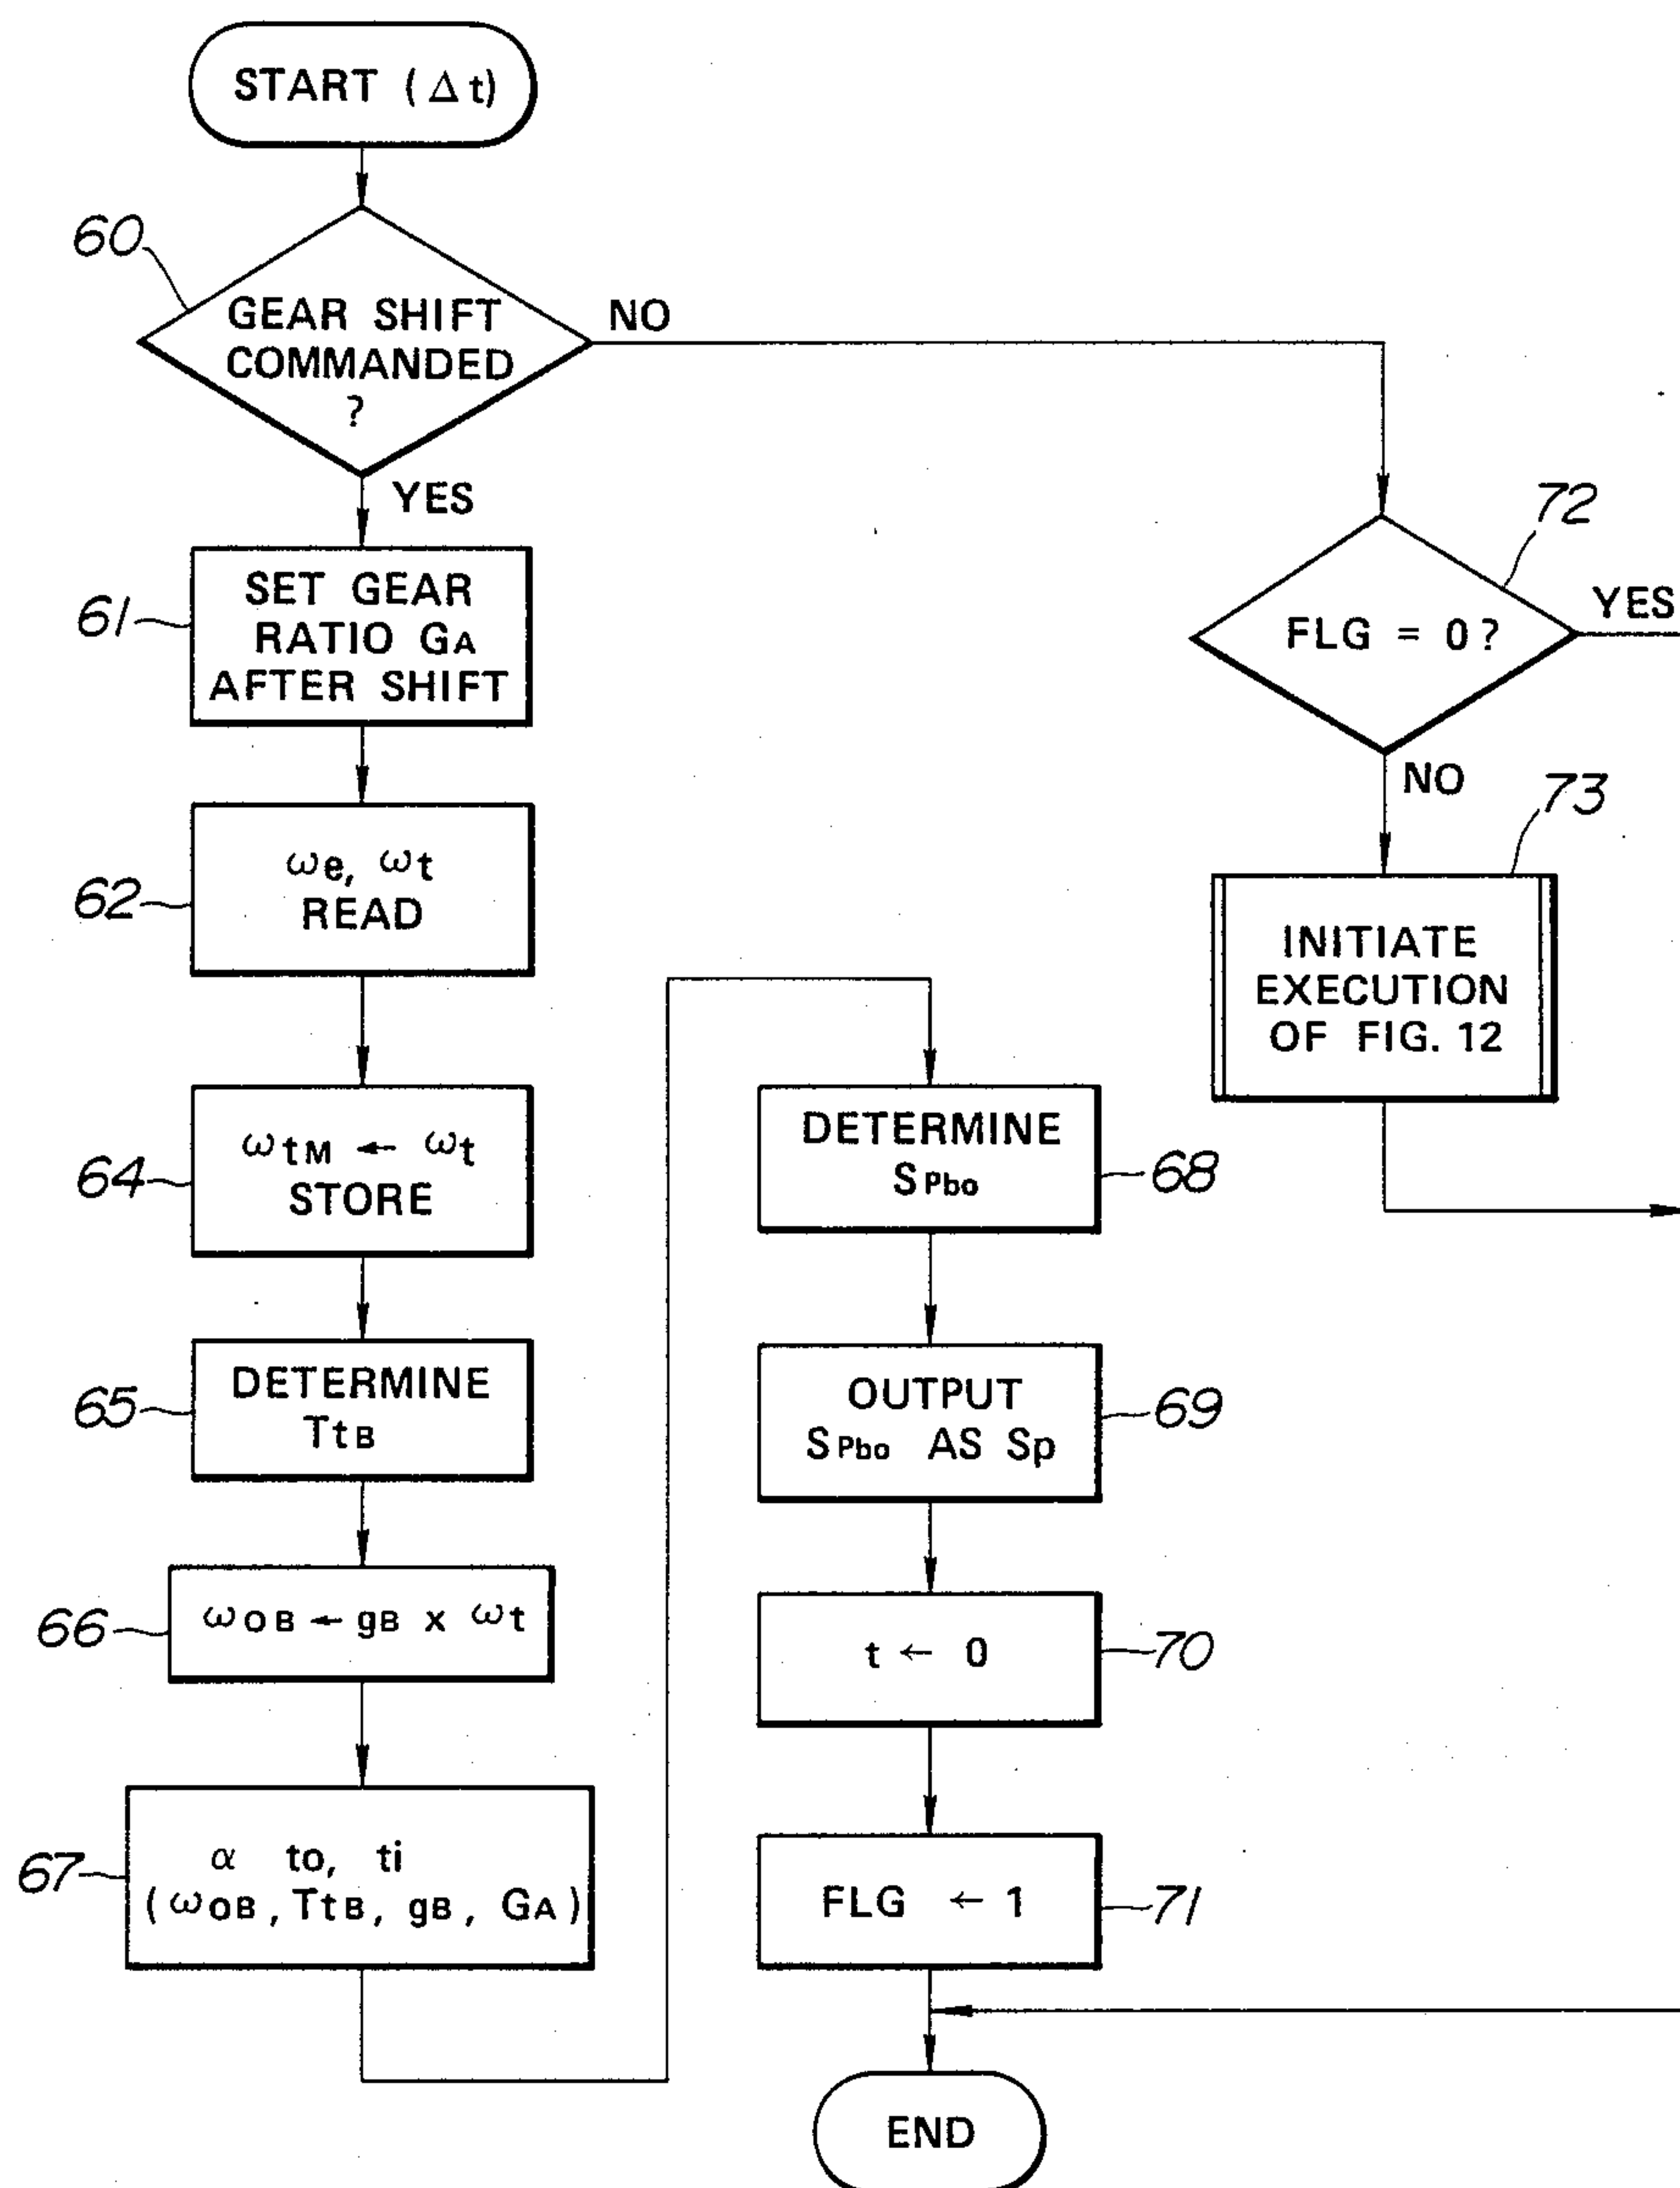 START (Δt)
60
GEAR SHIFT
COMMANDED
?
NO
YES
61
SET GEAR
RATIO GA
AFTER SHIFT
62
ωe, ωt
READ
64
ωtM ← ωt
STORE
65
DETERMINE
TtB
66
ωOB ← gB x ωt
67
α to, ti
(ωOB, TtB, gB, GA)
DETERMINE
SPbo
68
OUTPUT
SPbo AS Sp
69
t ← 0
70
FLG ← 1
71
END
72
FLG = 0?
YES
NO
73
INITIATE
EXECUTION
OF FIG. 12